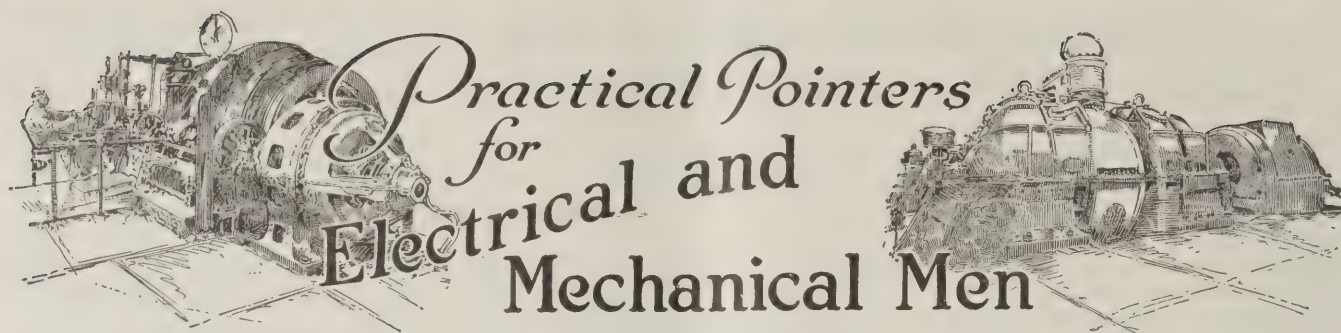 Practical Pointers
for
Electrical and
Mechanical Men